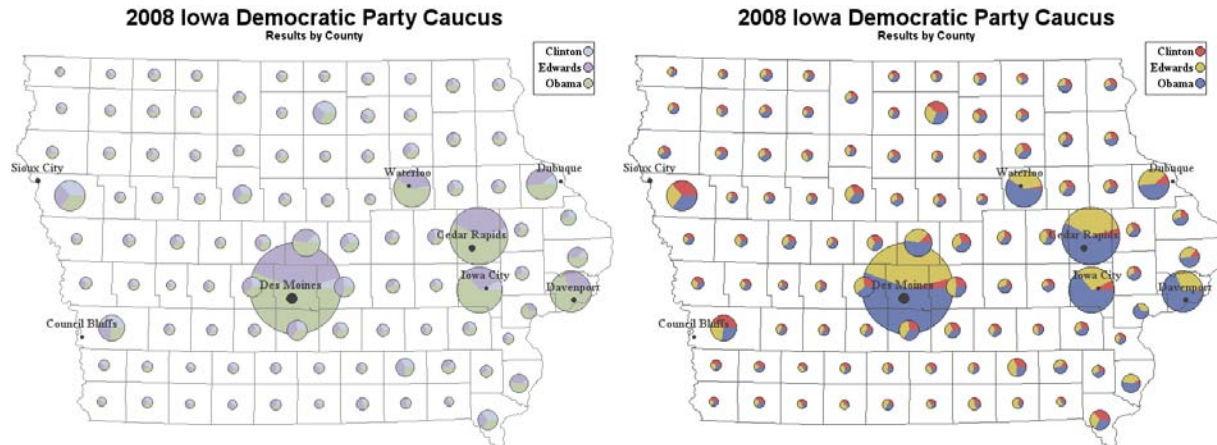 2008 Iowa Democratic Party Caucus
Results by County
Clinton
Edwards
Obama
Sioux City
Waterloo
Dubuque
Cedar Rapids
Des Moines
Iowa City
Davenport
Council Bluffs
2008 Iowa Democratic Party Caucus
Results by County
Clinton
Edwards
Obama
Sioux City
Waterloo
Dubuque
Cedar Rapids
Des Moines
Iowa City
Davenport
Council Bluffs